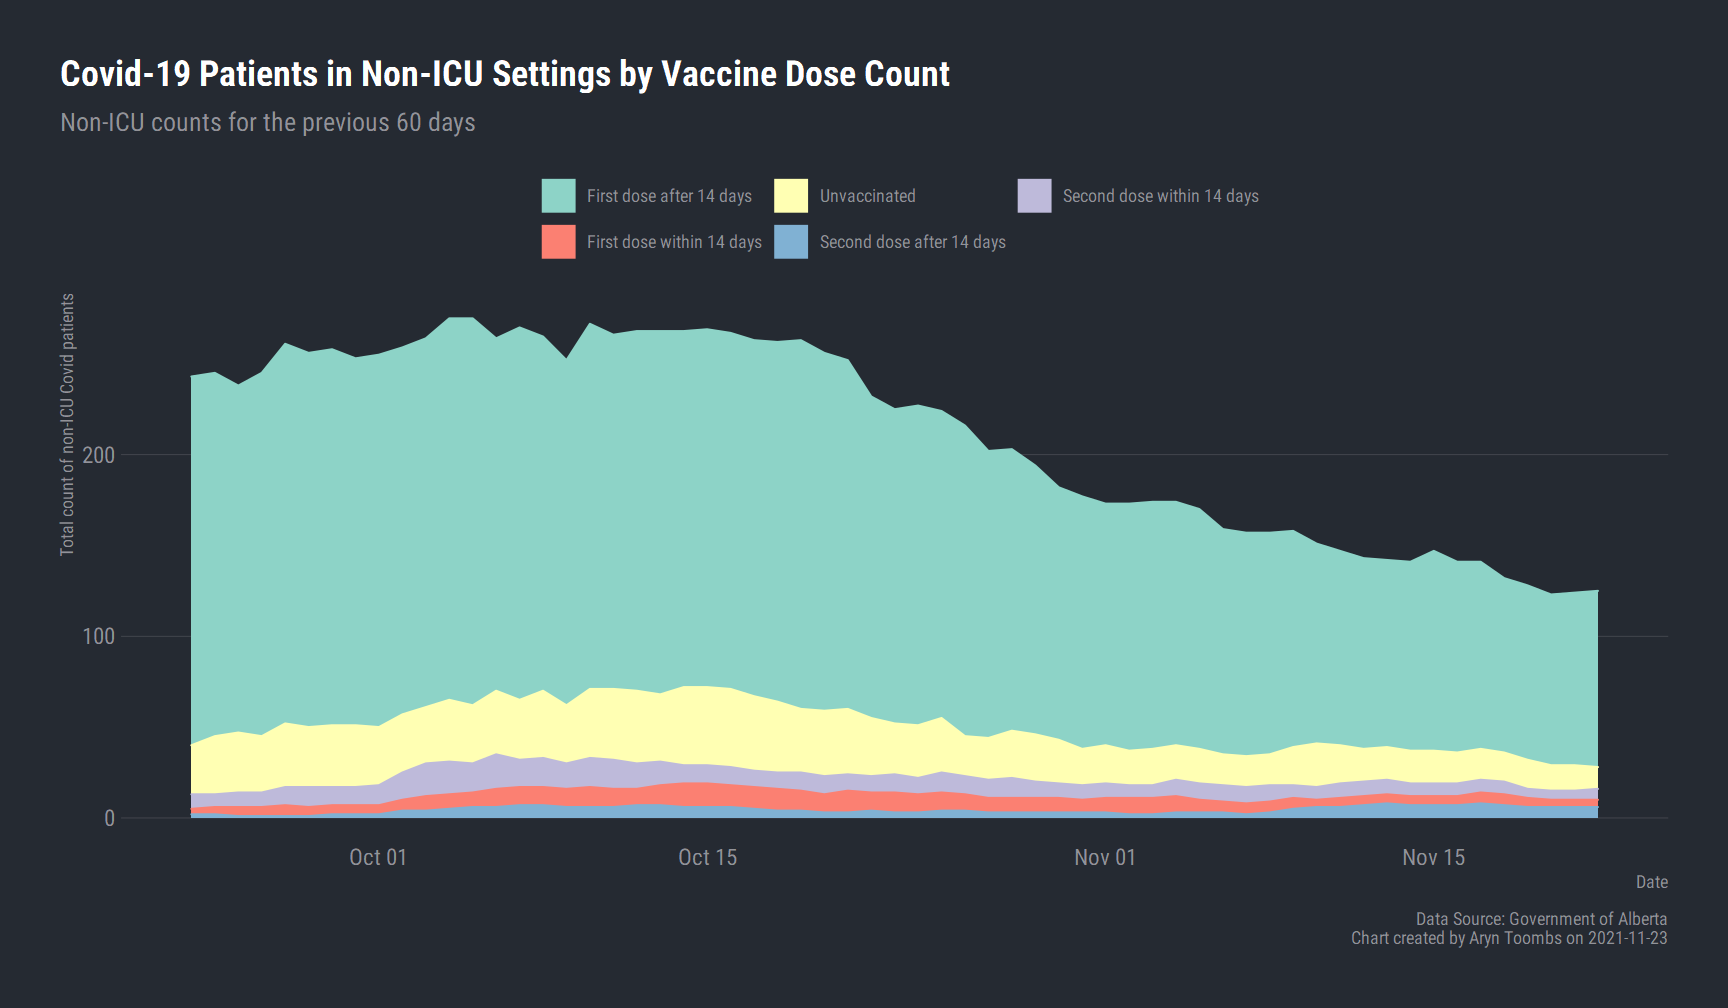 Covid-19 Patients in Non-ICU Settings by Vaccine Dose Count
Non-ICU counts for the previous 60 days
First dose after 14 days
Unvaccinated
Second dose within 14 days
First dose within 14 days
Second dose after 14 days
Total count of non-ICU Covid patients
200
100
0
Oct 01
Oct 15
Nov 01
Nov 15
Date
Data Source: Government of Alberta
Chart created by Aryn Toombs on 2021-11-23